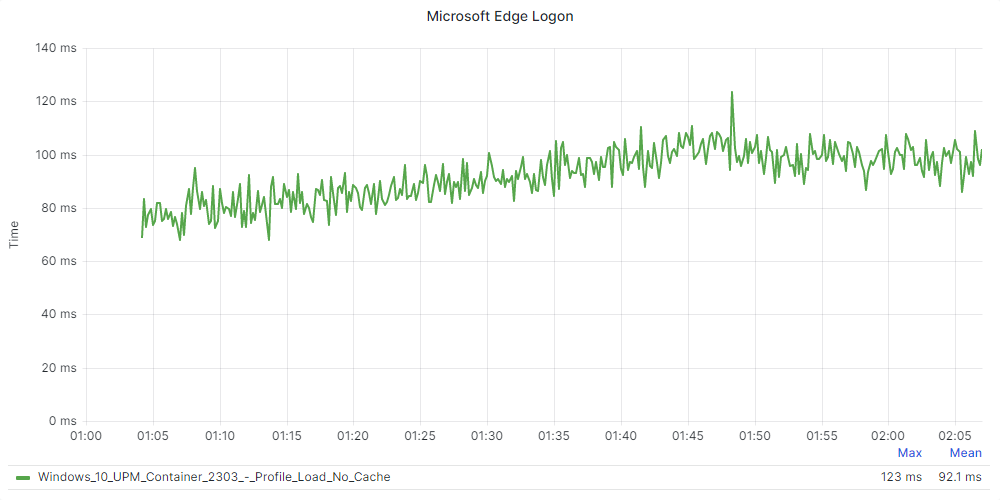 Microsoft Edge Logon
140 ms
120 ms
100 ms
80 ms
60 ms
40 ms
20 ms
0 ms
Time
01:00 01:05 01:10 01:15 01:20 01:25 01:30 01:35 01:40 01:45 01:50 01:55 02:00 02:05
Max Mean
Windows_10_UPM_Container_2303_-_Profile_Load_No_Cache 123 ms 92.1 ms